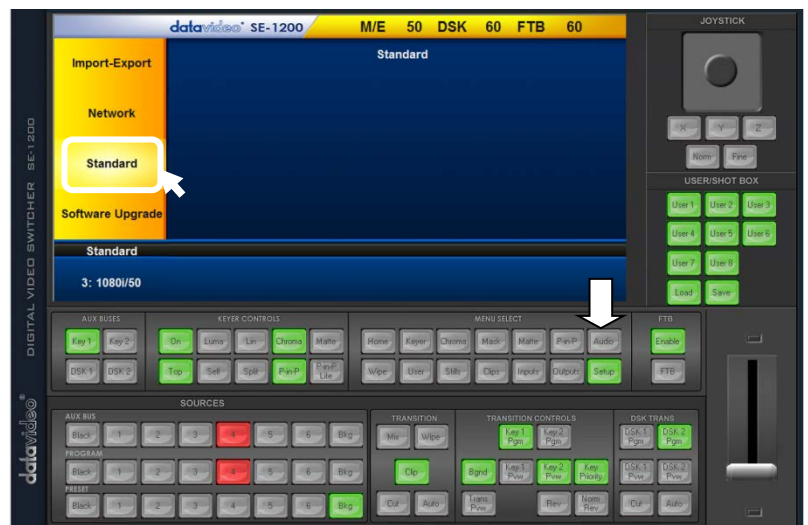 datavideo® SE-1200 M/E 50 DSK 60 FTB 60
Import-Export
Network
Standard
Software Upgrade
Standard
Standard
3: 1080i/50
DIGITAL VIDEO SWITCHER SE-1200
datavideo®
JOYSTICK
X Y Z
Norm Fine
USER/SHOT BOX
User 1 User 2 User 3
User 4 User 5 User 6
User 7 User 8
Load Save
AUX BUSES
Key 1 Key 2
DSK 1 DSK 2
KEYER CONTROLS
On Luma Lin Chroma Matte
Top Self Split P-in-P P-in-P Lite
MENU SELECT
Home Keyer Chroma Mask Matte P-in-P Audio
Wipe User Stills Clips Inputs Outputs Setup
FTB
Enable
FTB
SOURCES
AUX BUS
Black 1 2 3 4 5 6 Bkg
PROGRAM
Black 1 2 3 4 5 6 Bkg
PRESET
Black 1 2 3 4 5 6 Bkg
TRANSITION
Mix Wipe
Clip
Cut Auto
TRANSITION CONTROLS
Key 1 Pgm Key 2 Pgm
Bgnd Key 1 Pvw Key 2 Pvw Key Priority
Trans Pvw Rev Norm Rev
DSK TRANS
DSK 1 Pgm DSK 2 Pgm
DSK 1 Pvw DSK 2 Pvw
Cut Auto